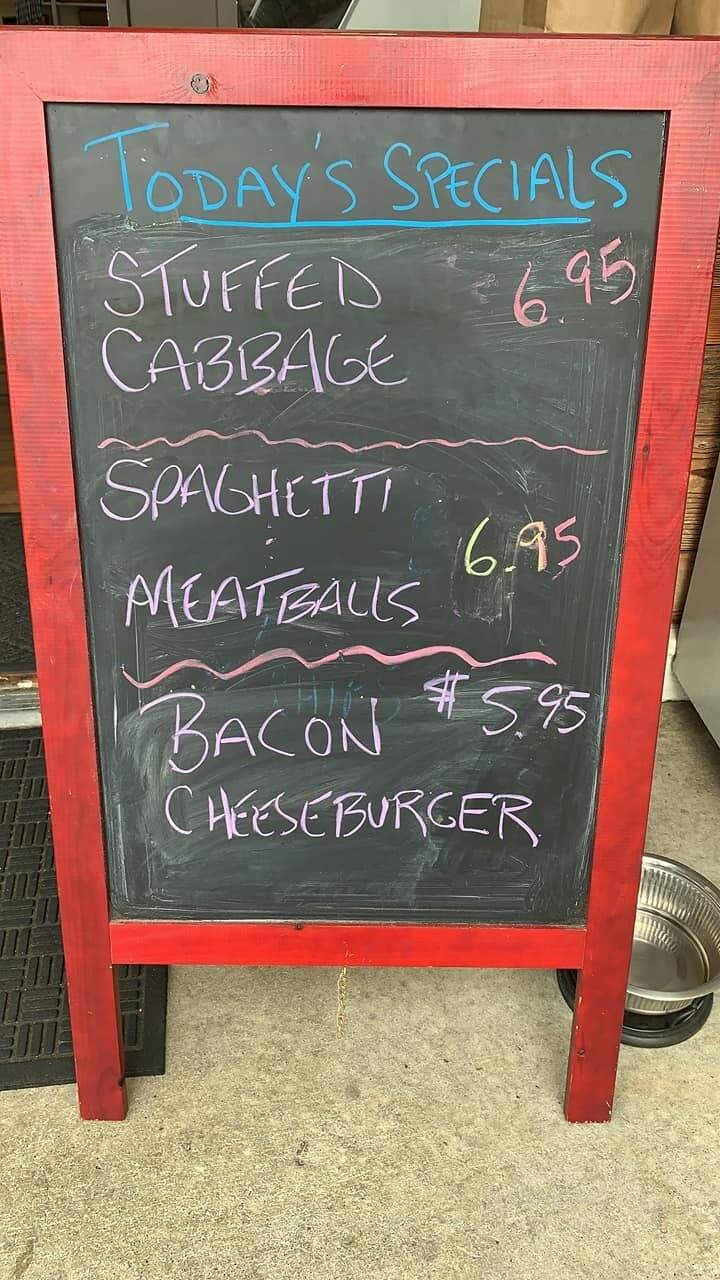 TODAY'S SPECIALS
STUFFED 6.95
CABBAGE
SPAGHETTI
6.95
MEATBALLS
BACON $5.95
CHEESEBURGER